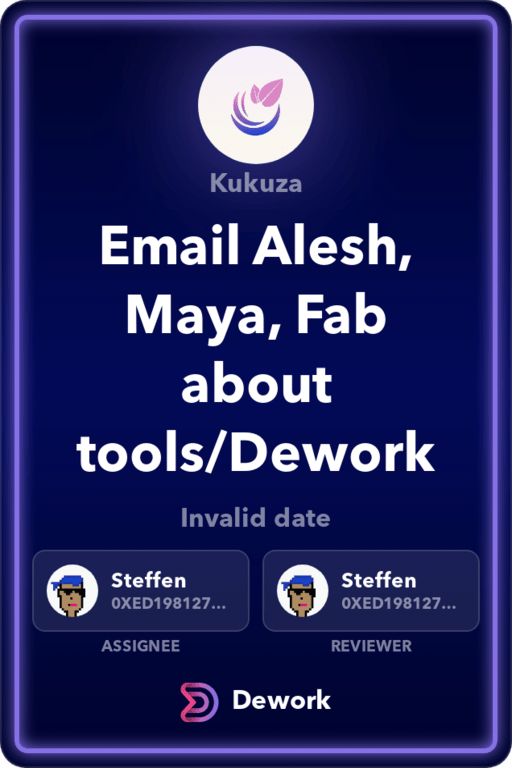 Kukuza
Email Alesh,
Maya, Fab
about
tools/Dework
Invalid date
Steffen
0XED198127...
Steffen
0XED198127...
ASSIGNEE
REVIEWER
Dework